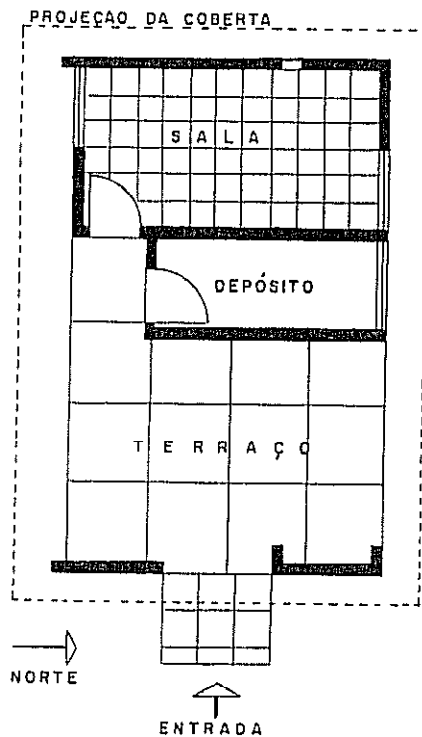 PROJEÇAO DA COBERTA
SALA
DEPÓSITO
TERRAÇO
NORTE
ENTRADA